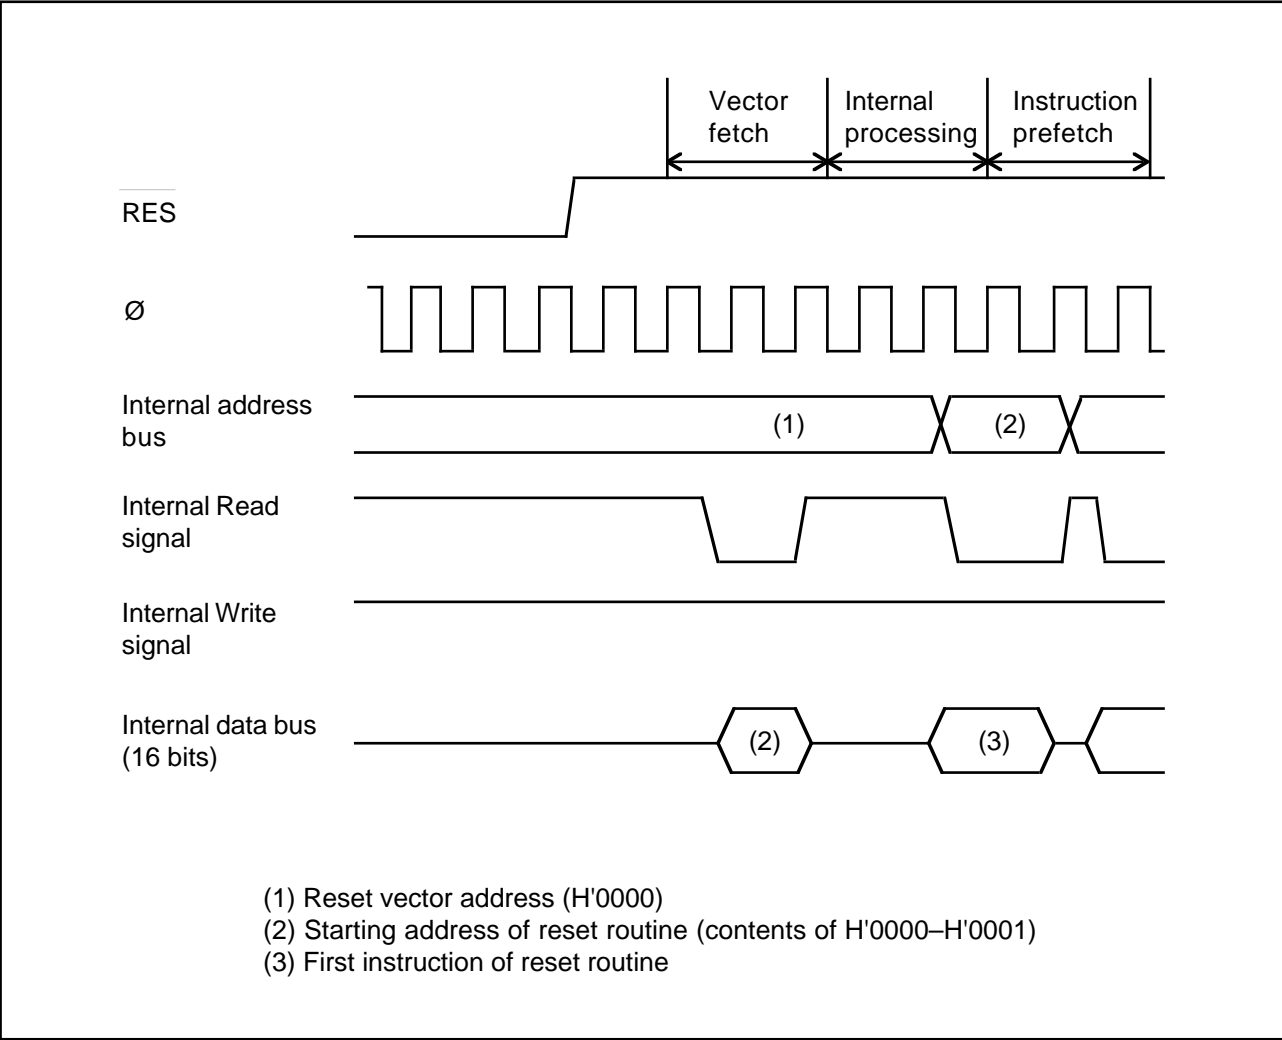 Vector
fetch
Internal
processing
Instruction
prefetch
RES
Ø
Internal address
bus
(1)
(2)
Internal Read
signal
Internal Write
signal
Internal data bus
(16 bits)
(2)
(3)
(1) Reset vector address (H'0000)
(2) Starting address of reset routine (contents of H'0000–H'0001)
(3) First instruction of reset routine